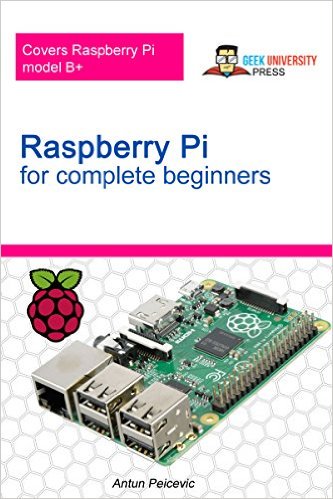 Covers Raspberry Pi
model B+
GEEK UNIVERSITY
PRESS
Raspberry Pi
for complete beginners
Antun Peicevic